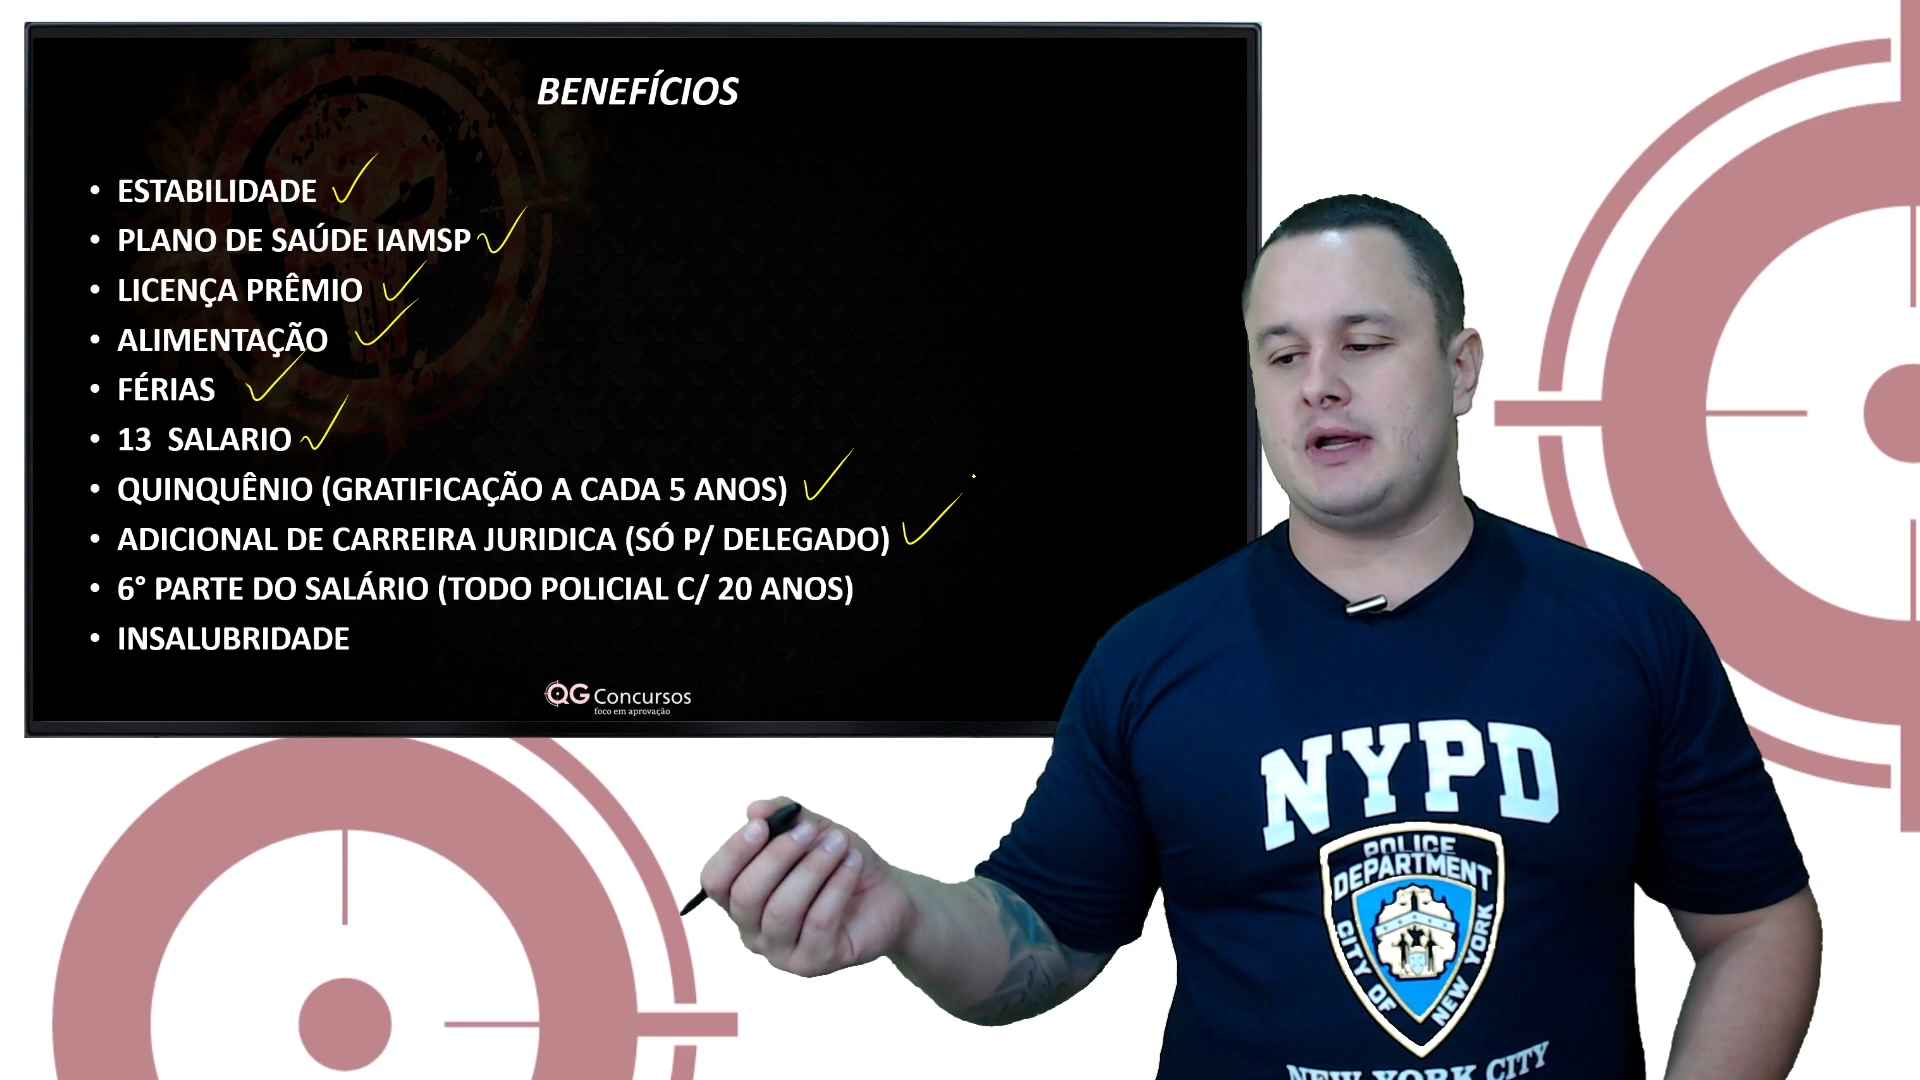 BENEFÍCIOS
• ESTABILIDADE
• PLANO DE SAÚDE IAMSP
• LICENÇA PRÊMIO
• ALIMENTAÇÃO
• FÉRIAS
• 13  SALARIO
• QUINQUÊNIO (GRATIFICAÇÃO A CADA 5 ANOS)
• ADICIONAL DE CARREIRA JURIDICA (SÓ P/ DELEGADO)
• 6° PARTE DO SALÁRIO (TODO POLICIAL C/ 20 ANOS)
• INSALUBRIDADE
QG Concursos
foco em aprovação
NYPD
POLICE
DEPARTMENT
CITY OF
NEW YORK
NEW YORK CITY